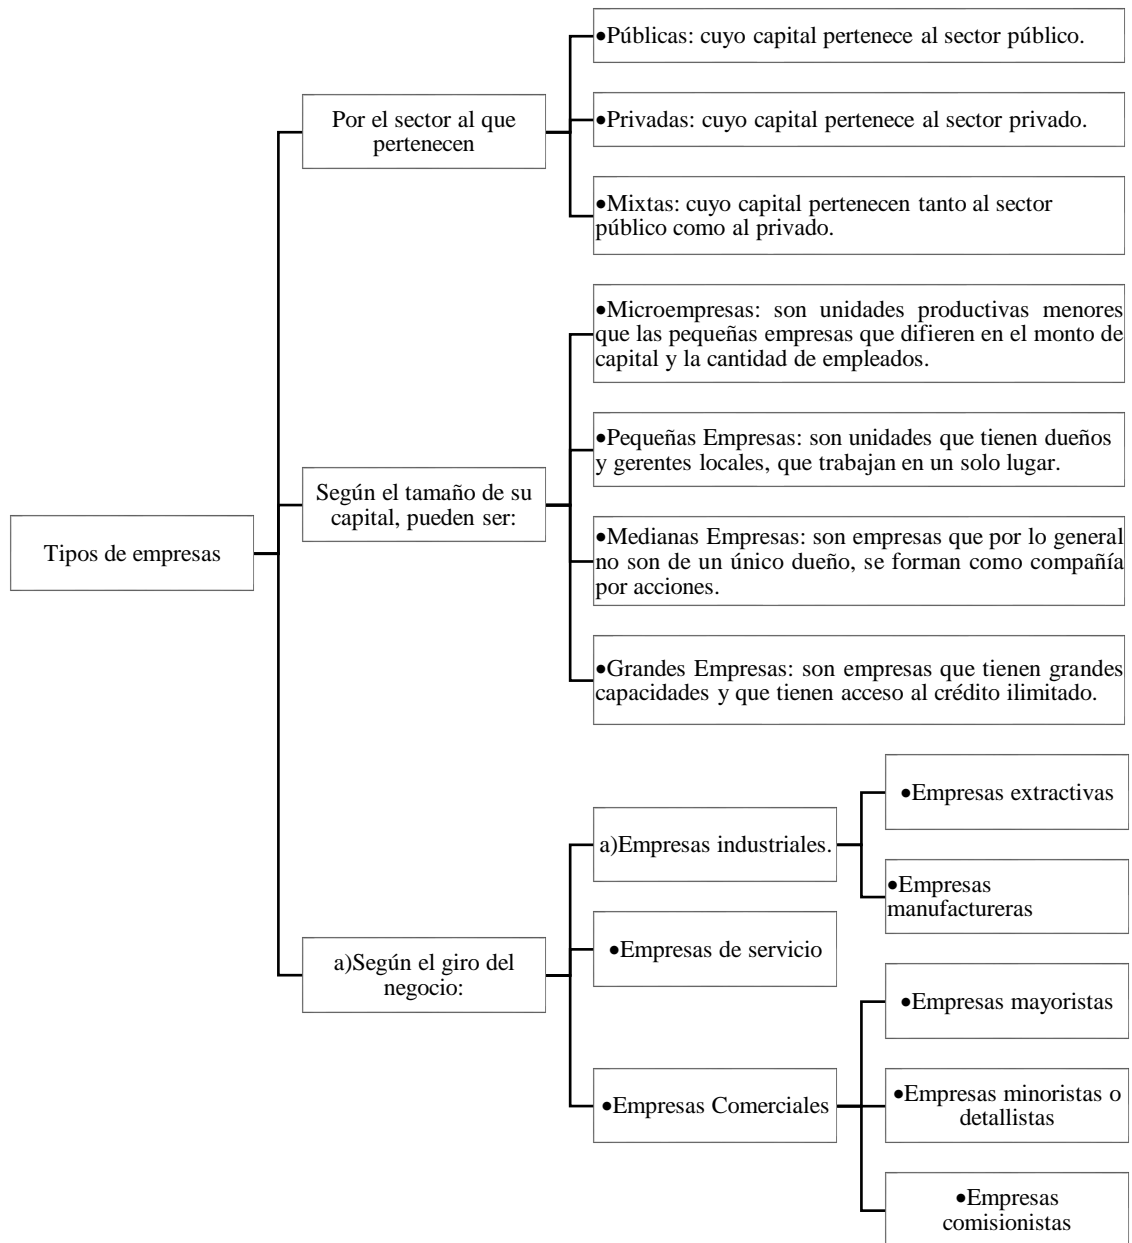 Tipos de empresas
Por el sector al que
pertenecen
•Públicas: cuyo capital pertenece al sector público.
•Privadas: cuyo capital pertenece al sector privado.
•Mixtas: cuyo capital pertenecen tanto al sector
público como al privado.
Según el tamaño de su
capital, pueden ser:
•Microempresas: son unidades productivas menores
que las pequeñas empresas que difieren en el monto de
capital y la cantidad de empleados.
•Pequeñas Empresas: son unidades que tienen dueños
y gerentes locales, que trabajan en un solo lugar.
•Medianas Empresas: son empresas que por lo general
no son de un único dueño, se forman como compañía
por acciones.
•Grandes Empresas: son empresas que tienen grandes
capacidades y que tienen acceso al crédito ilimitado.
a)Según el giro del
negocio:
a)Empresas industriales.
•Empresas extractivas
•Empresas
manufactureras
•Empresas de servicio
•Empresas Comerciales
•Empresas mayoristas
•Empresas minoristas o
detallistas
•Empresas
comisionistas